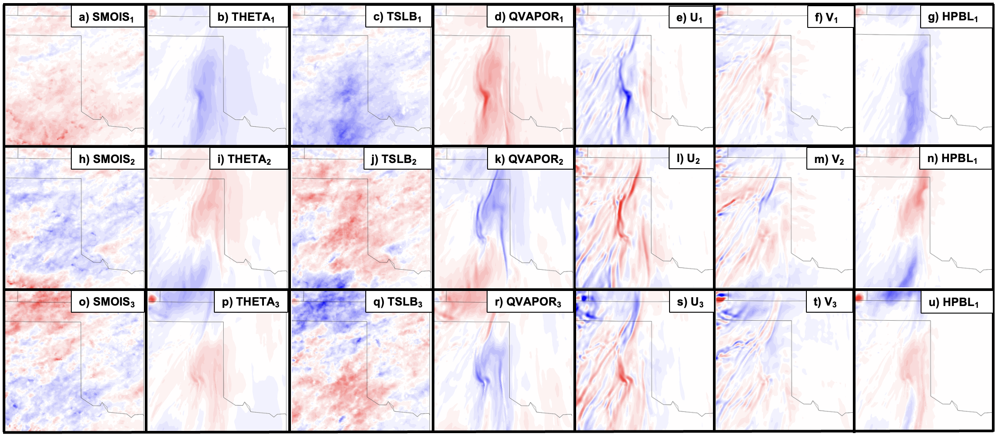 a) SMOIS₁
b) THETA₁
c) TSLB₁
d) QVAPOR₁
e) U₁
f) V₁
g) HPBL₁
h) SMOIS₂
i) THETA₂
j) TSLB₂
k) QVAPOR₂
l) U₂
m) V₂
n) HPBL₁
o) SMOIS₃
p) THETA₃
q) TSLB₃
r) QVAPOR₃
s) U₃
t) V₃
u) HPBL₁